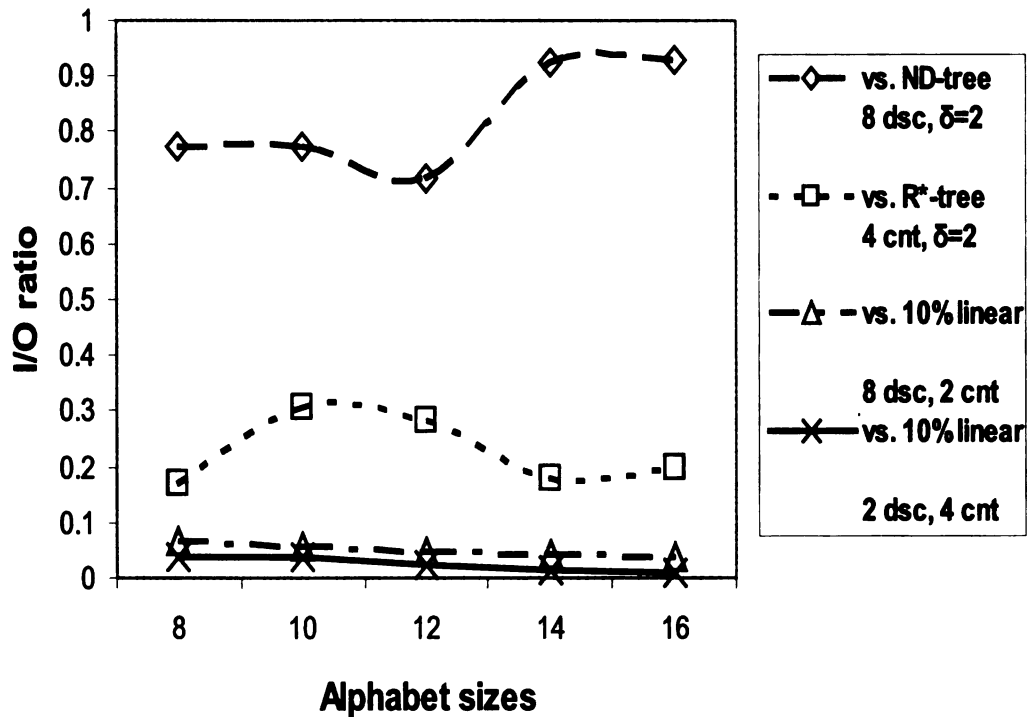 1
0.9
0.8
0.7
0.6
0.5
0.4
0.3
0.2
0.1
0
I/O ratio
8 10 12 14 16
Alphabet sizes
vs. ND-tree
8 dsc, δ=2
vs. R*-tree
4 cnt, δ=2
vs. 10% linear
8 dsc, 2 cnt
vs. 10% linear
2 dsc, 4 cnt